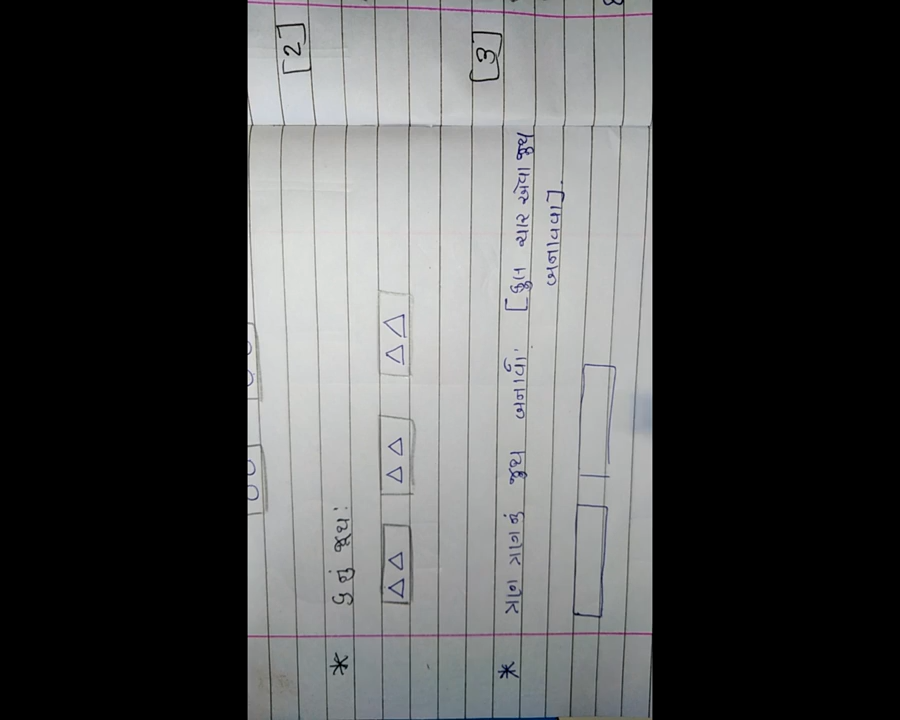 [2]
* ૬ નું જૂથ:
[3]
* ત્રણ ત્રણનું જૂથ બનાવો. [કુલ ચાર એવા જૂથ
બનાવવા].